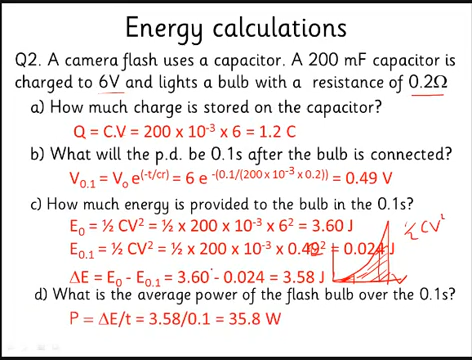 Energy calculations
Q2. A camera flash uses a capacitor. A 200 mF capacitor is
charged to 6V and lights a bulb with a resistance of 0.2Ω
a) How much charge is stored on the capacitor?
Q = C.V = 200 x 10⁻³ x 6 = 1.2 C
b) What will the p.d. be 0.1s after the bulb is connected?
V₀.₁ = Vₒ e^(-t/cr) = 6 e^-(0.1/(200 x 10⁻³ x 0.2)) = 0.49 V
c) How much energy is provided to the bulb in the 0.1s?
E₀ = ½ CV² = ½ x 200 x 10⁻³ x 6² = 3.60 J
½ CV²
E₀.₁ = ½ CV² = ½ x 200 x 10⁻³ x 0.49² = 0.024 J
ΔE = E₀ - E₀.₁ = 3.60 - 0.024 = 3.58 J
d) What is the average power of the flash bulb over the 0.1s?
P = ΔE/t = 3.58/0.1 = 35.8 W